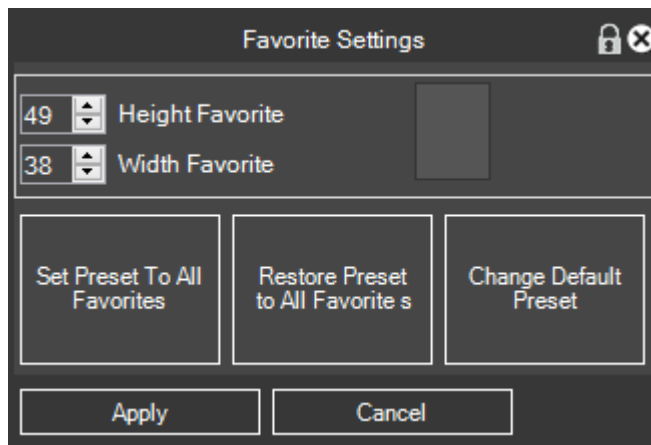 Favorite Settings
49 Height Favorite
38 Width Favorite
Set Preset To All
Favorites
Restore Preset
to All Favorite s
Change Default
Preset
Apply
Cancel